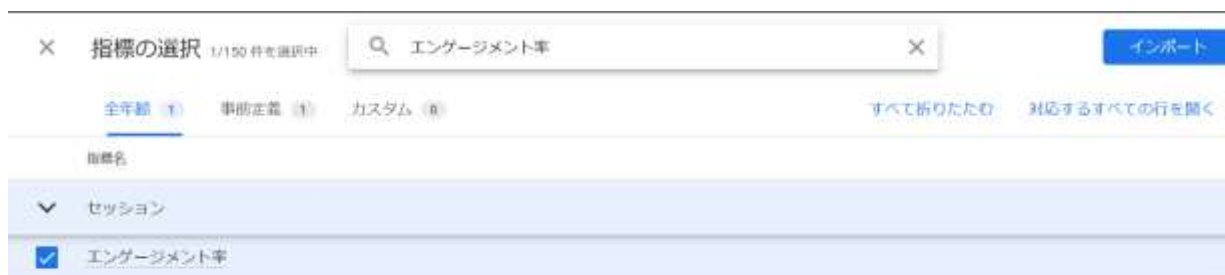 指標の選択 1/150 件を選択中 エンゲージメント率 インポート
全年齢 1 事前定義 1 カスタム 0 すべて折りたたむ 対応するすべての行を開く
指標名
セッション
エンゲージメント率